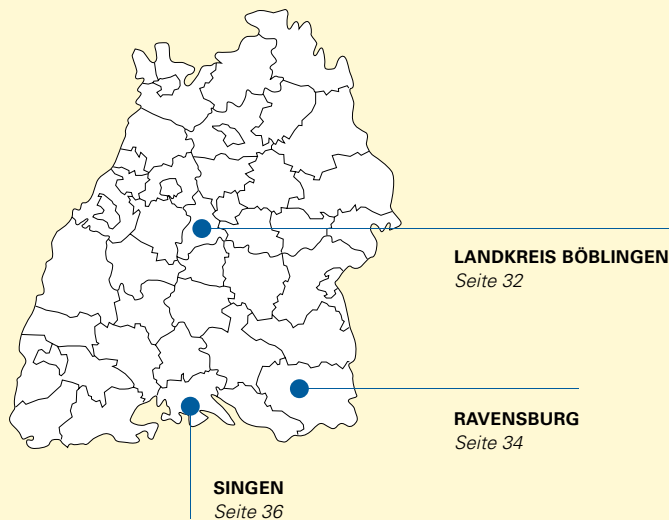 LANDKREIS BÖBLINGEN
Seite 32
RAVENSBURG
Seite 34
SINGEN
Seite 36